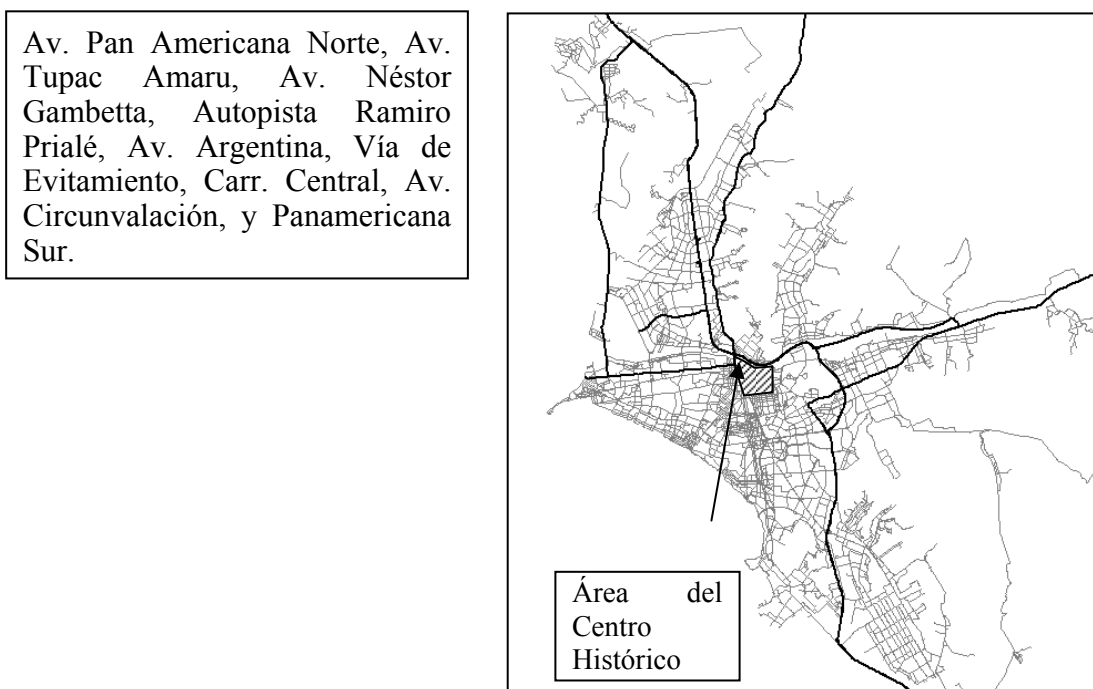 Av. Pan Americana Norte, Av.
Tupac Amaru, Av. Néstor
Gambetta, Autopista Ramiro
Prialé, Av. Argentina, Vía de
Evitamiento, Carr. Central, Av.
Circunvalación, y Panamericana
Sur.
Área del
Centro
Histórico